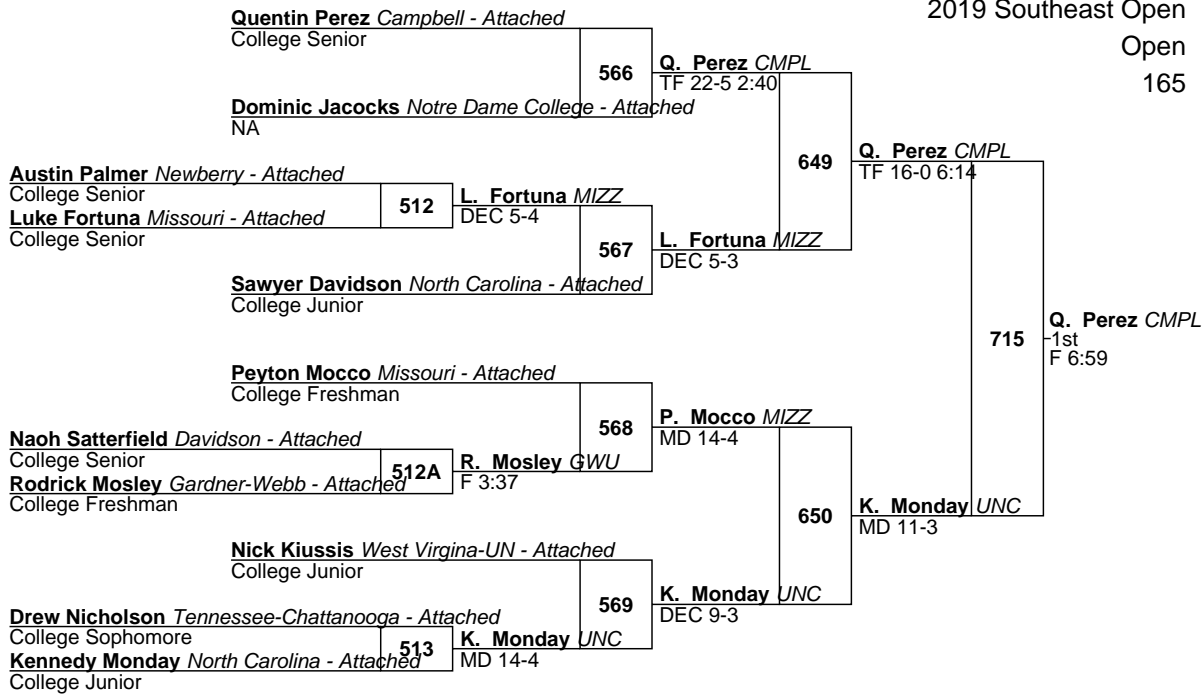 2019 Southeast Open
Open
165
Quentin Perez Campbell - Attached
College Senior
566
Q. Perez CMPL
TF 22-5 2:40
Dominic Jacocks Notre Dame College - Attached
NA
649
Q. Perez CMPL
TF 16-0 6:14
Austin Palmer Newberry - Attached
College Senior
512
L. Fortuna MIZZ
DEC 5-4
Luke Fortuna Missouri - Attached
College Senior
567
L. Fortuna MIZZ
DEC 5-3
Sawyer Davidson North Carolina - Attached
College Junior
715
Q. Perez CMPL
1st
F 6:59
Peyton Mocco Missouri - Attached
College Freshman
568
P. Mocco MIZZ
MD 14-4
Naoh Satterfield Davidson - Attached
College Senior
512A
R. Mosley GWU
F 3:37
Rodrick Mosley Gardner-Webb - Attached
College Freshman
650
K. Monday UNC
MD 11-3
Nick Kiussis West Virgina-UN - Attached
College Junior
569
K. Monday UNC
DEC 9-3
Drew Nicholson Tennessee-Chattanooga - Attached
College Sophomore
513
K. Monday UNC
MD 14-4
Kennedy Monday North Carolina - Attached
College Junior